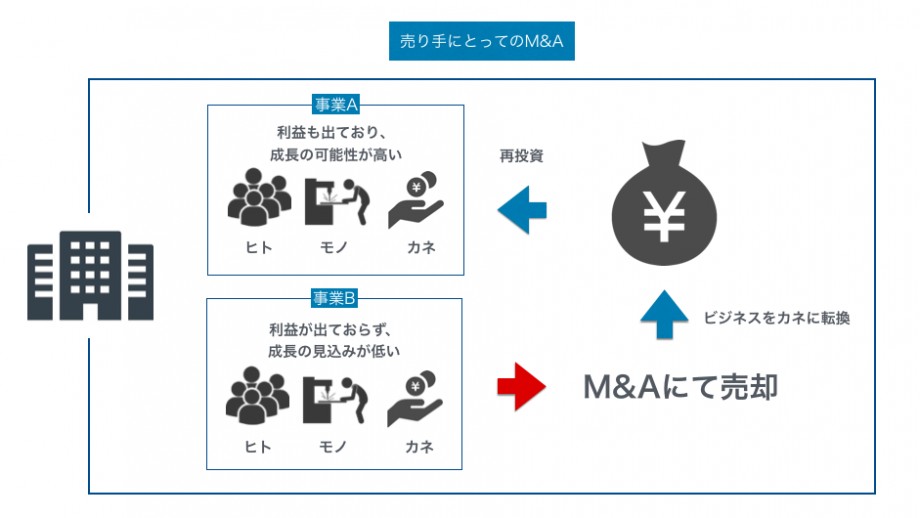 売り手にとってのM&A
事業A
利益も出ており、
成長の可能性が高い
¥
ヒト
モノ
カネ
再投資
¥
事業B
利益が出ておらず、
成長の見込みが低い
¥
ヒト
モノ
カネ
ビジネスをカネに転換
M&Aにて売却